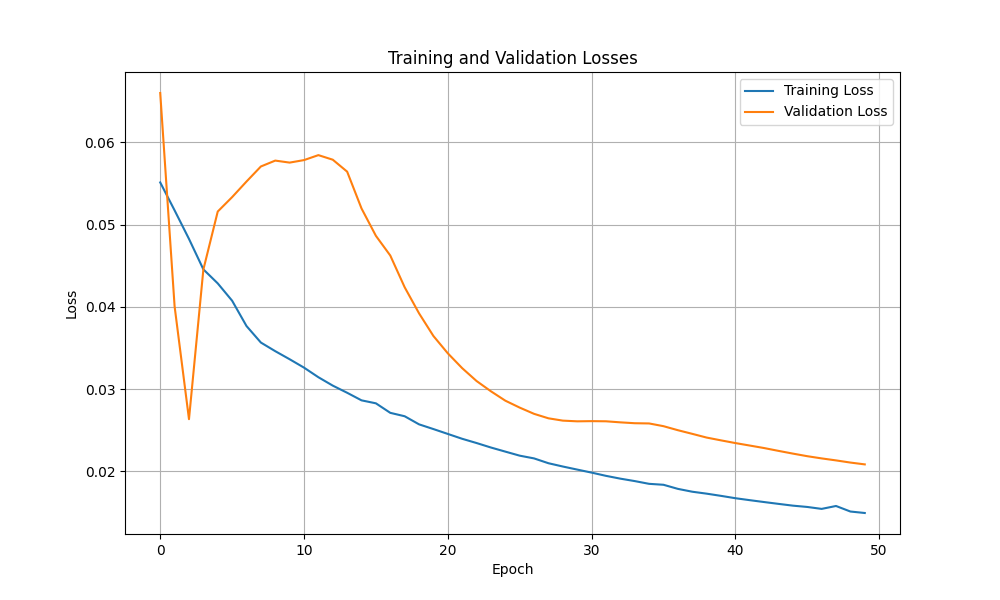 Training and Validation Losses
Training Loss
Validation Loss
0.06
0.05
0.04
0.03
0.02
Loss
0 10 20 30 40 50
Epoch